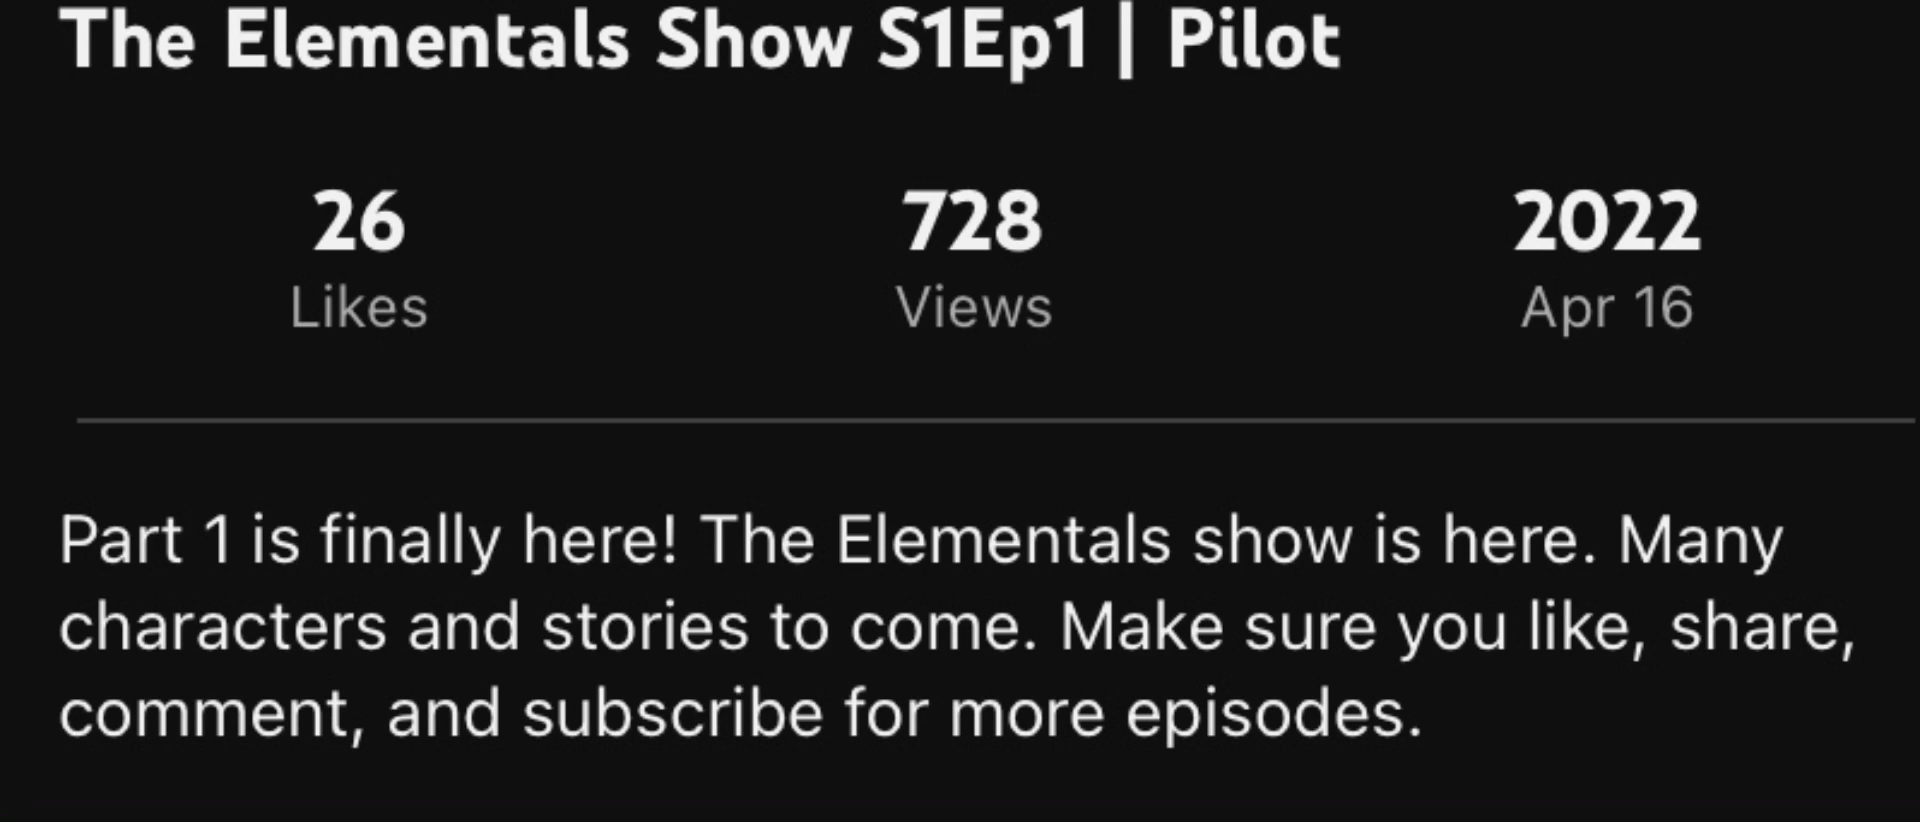 The Elementals Show S1Ep1 | Pilot
26 728 2022
Likes Views Apr 16
Part 1 is finally here! The Elementals show is here. Many
characters and stories to come. Make sure you like, share,
comment, and subscribe for more episodes.